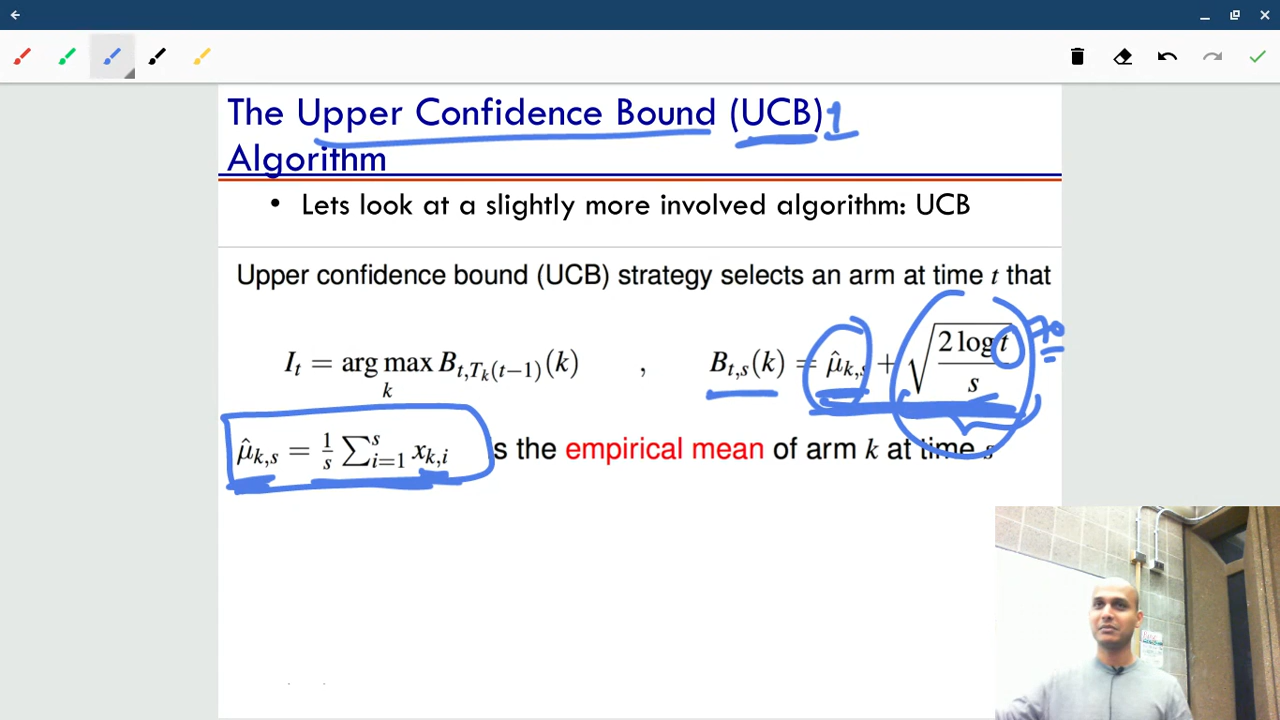 The Upper Confidence Bound (UCB)1
Algorithm
• Lets look at a slightly more involved algorithm: UCB
Upper confidence bound (UCB) strategy selects an arm at time t that
I_t = arg max_k B_{t,T_k(t−1)}(k) , B_{t,s}(k) = μ̂_{k,s} + √(2 log t / s) 70
μ̂_{k,s} = 1/s ∑_{i=1}^{s} x_{k,i} s the empirical mean of arm k at time s